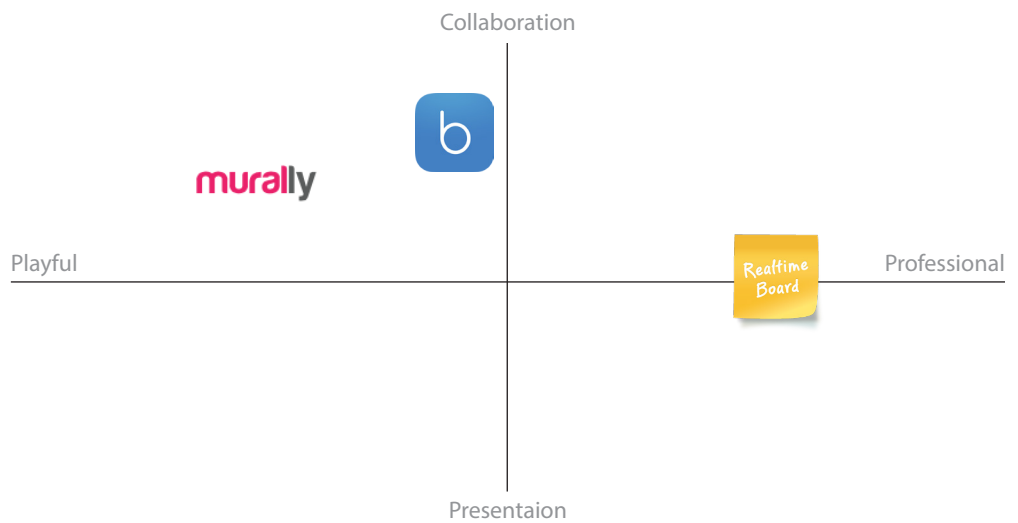 Collaboration
b
murally
Playful
Professional
Realtime
Board
Presentaion